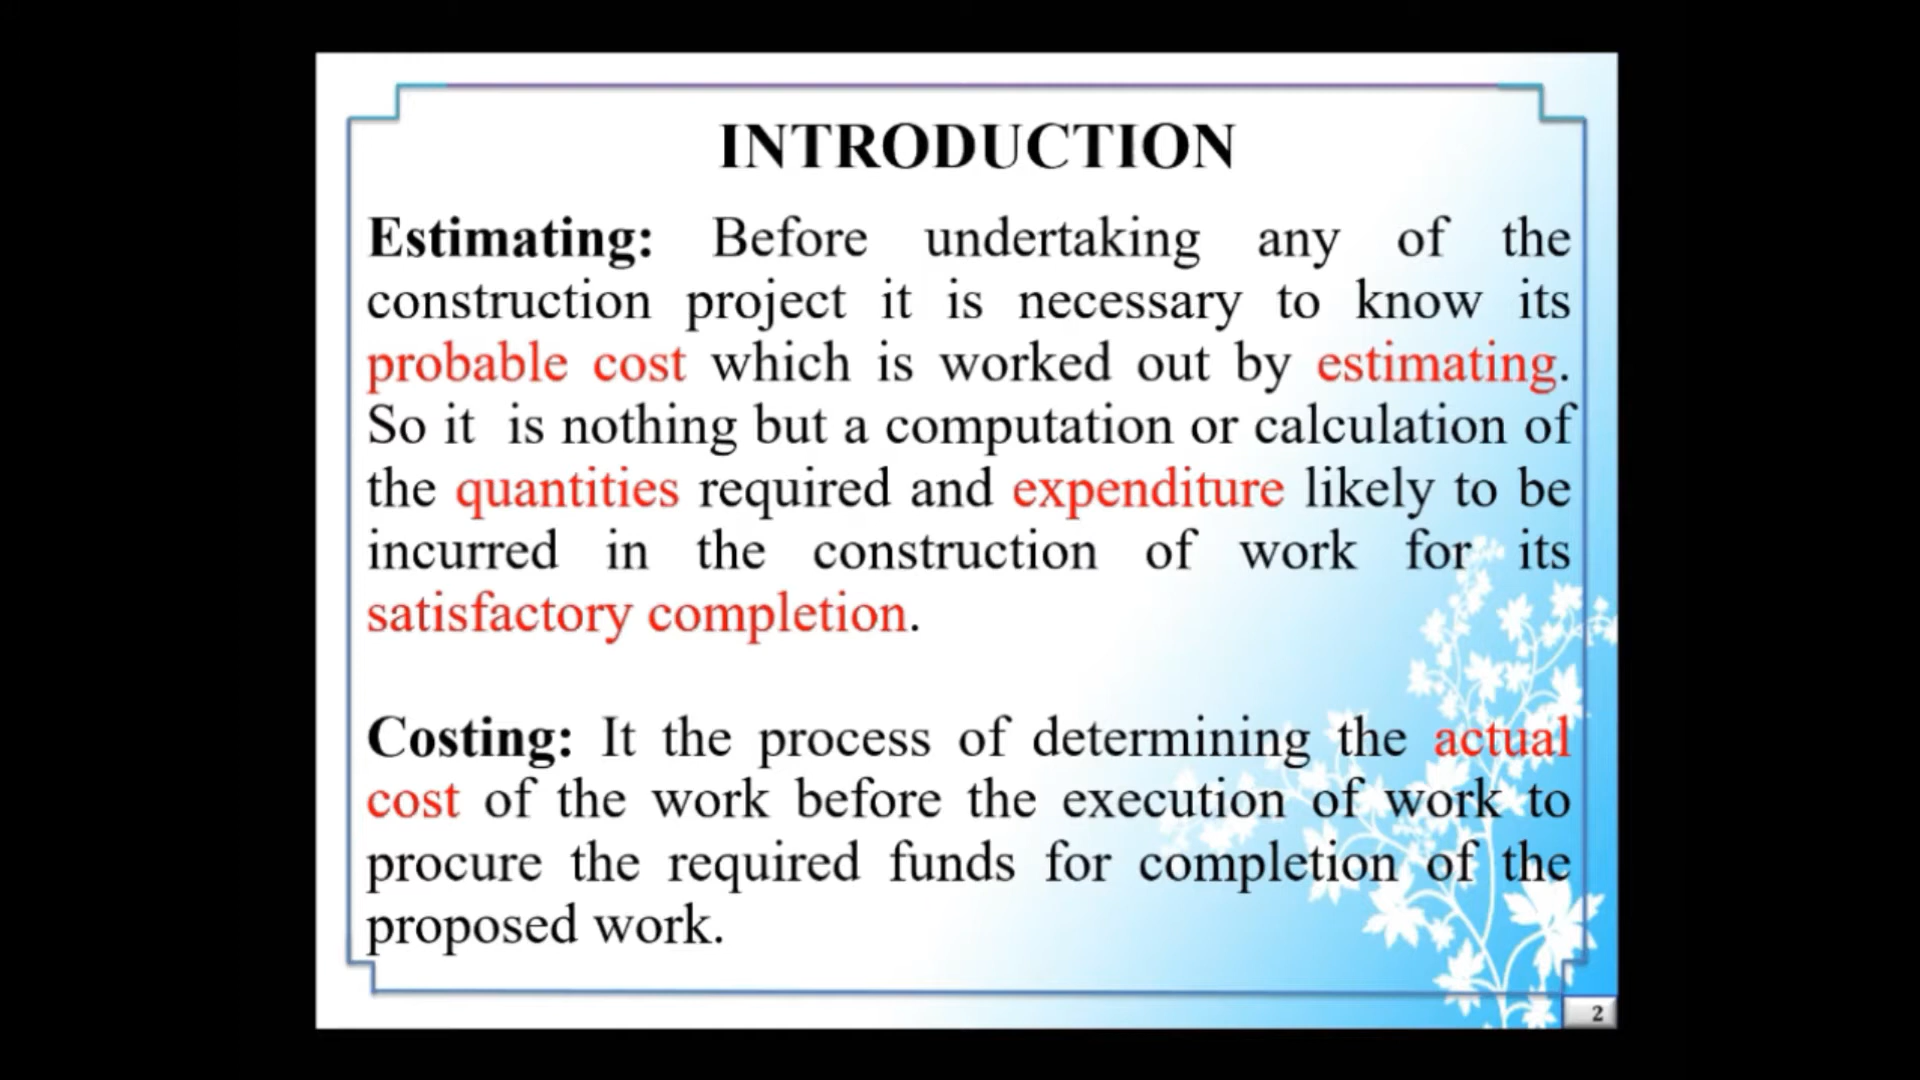 INTRODUCTION
Estimating: Before undertaking any of the
construction project it is necessary to know its
probable cost which is worked out by estimating.
So it is nothing but a computation or calculation of
the quantities required and expenditure likely to be
incurred in the construction of work for its
satisfactory completion.
Costing: It the process of determining the actual
cost of the work before the execution of work to
procure the required funds for completion of the
proposed work.
2